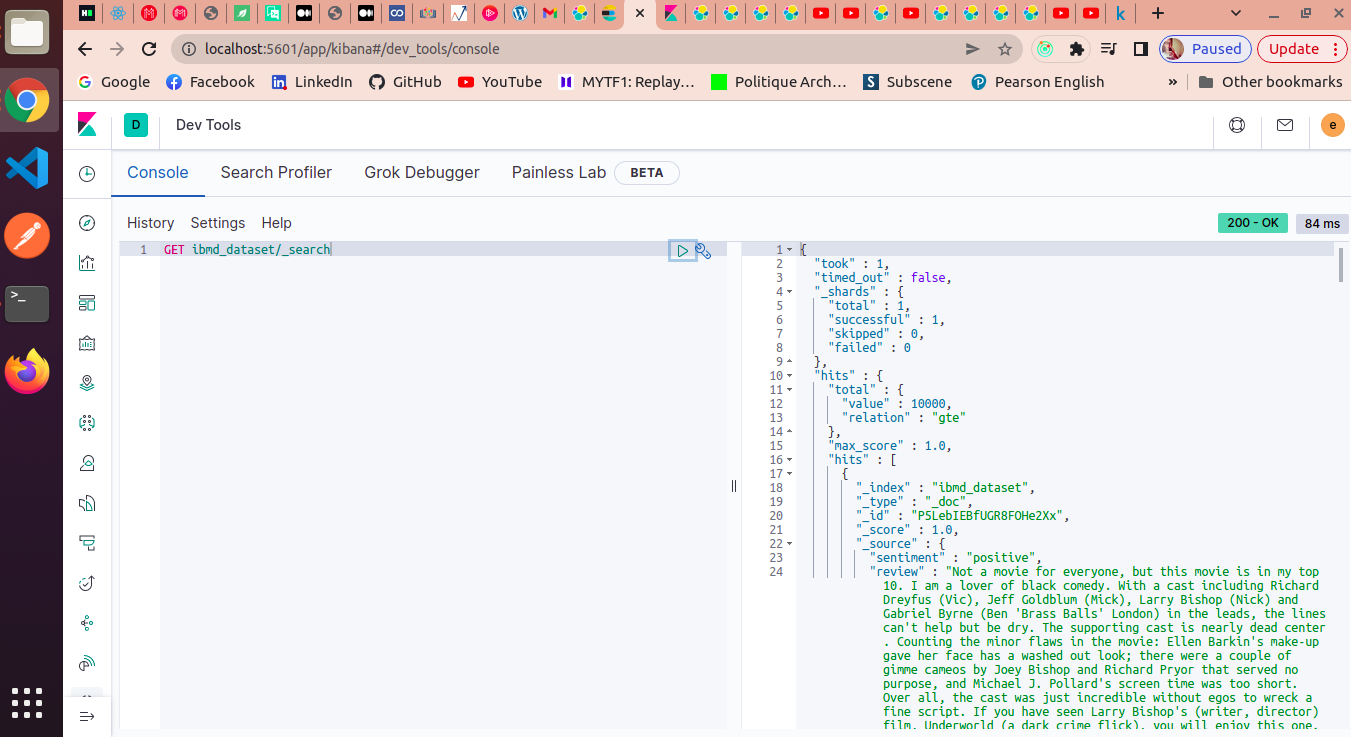 localhost:5601/app/kibana#/dev_tools/console
Paused
Update
Google
Facebook
LinkedIn
GitHub
YouTube
MYTF1: Replay,...
Politique Arch...
Subscene
Pearson English
»
Other bookmarks
D
Dev Tools
e
Console
Search Profiler
Grok Debugger
Painless Lab
BETA
History
Settings
Help
200 - OK
84 ms
1 GET ibmd_dataset/_search
1 {
2 "took" : 1,
3 "timed_out" : false,
4 "_shards" : {
5 "total" : 1,
6 "successful" : 1,
7 "skipped" : 0,
8 "failed" : 0
9 },
10 "hits" : {
11 "total" : {
12 "value" : 10000,
13 "relation" : "gte"
14 },
15 "max_score" : 1.0,
16 "hits" : [
17 {
18 "_index" : "ibmd_dataset",
19 "_type" : "_doc",
20 "_id" : "P5LebIEBfUGR8FOHe2Xx",
21 "_score" : 1.0,
22 "_source" : {
23 "sentiment" : "positive",
24 "review" : "Not a movie for everyone, but this movie is in my top
10. I am a lover of black comedy. With a cast including Richard
Dreyfus (Vic), Jeff Goldblum (Mick), Larry Bishop (Nick) and
Gabriel Byrne (Ben 'Brass Balls' London) in the leads, the lines
can't help but be dry. The supporting cast is nearly dead center
. Counting the minor flaws in the movie: Ellen Barkin's make-up
gave her face has a washed out look; there were a couple of
gimme cameos by Joey Bishop and Richard Pryor that served no
purpose, and Michael J. Pollard's screen time was too short.
Over all, the cast was just incredible without egos to wreck a
fine script. If you have seen Larry Bishop's (writer, director)
film, Underworld (a dark crime flick), you will enjoy this one.